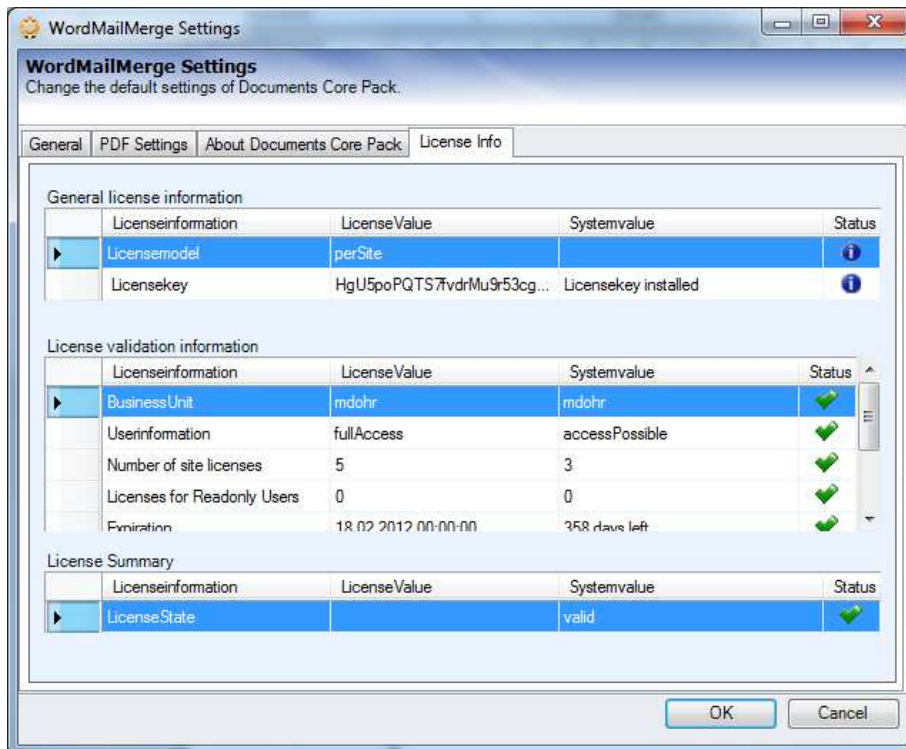 WordMailMerge Settings
WordMailMerge Settings
Change the default settings of Documents Core Pack.
General PDF Settings About Documents Core Pack License Info
General license information
Licenseinformation LicenseValue Systemvalue Status
Licensemodel perSite
Licensekey HgU5poPQTS7fvdrMu9r53cg... Licensekey installed
License validation information
Licenseinformation LicenseValue Systemvalue Status
BusinessUnit mdohr mdohr
Userinformation fullAccess accessPossible
Number of site licenses 5 3
Licenses for Readonly Users 0 0
Expiration 18.02.2012 00:00:00 358 days left
License Summary
Licenseinformation LicenseValue Systemvalue Status
LicenseState valid
OK Cancel